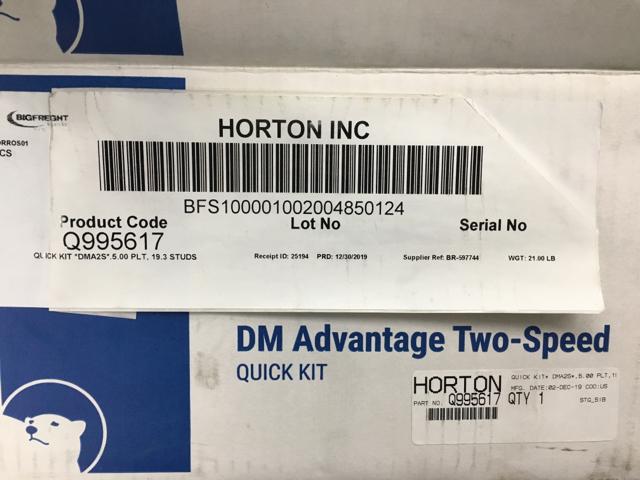 BIGFREIGHT
ORROS01
CS
HORTON INC
BFS100001002004850124
Product Code
Lot No
Serial No
Q995617
QUICK KIT *DMA2S*.5.00 PLT, 19.3 STUDS
Receipt ID: 25194 PRD: 12/30/2019
Supplier Ref: BR-597744
WGT: 21.00 LB
DM Advantage Two-Speed
QUICK KIT
HORTON
QUICK KIT* DMA2S*,5.00 PLT,1
MFG. DATE:02-DEC-19 COO:US
PART NO. Q995617 QTY 1
STG_51B